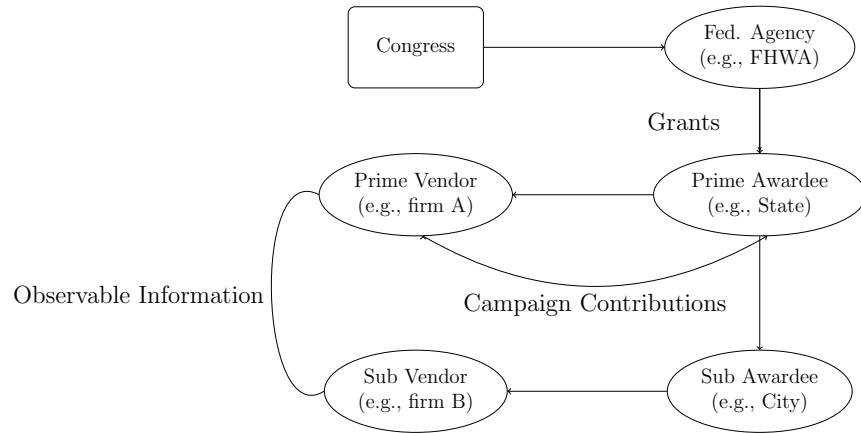 Congress
Fed. Agency
(e.g., FHWA)
Grants
Prime Vendor
(e.g., firm A)
Prime Awardee
(e.g., State)
Observable Information
Campaign Contributions
Sub Vendor
(e.g., firm B)
Sub Awardee
(e.g., City)